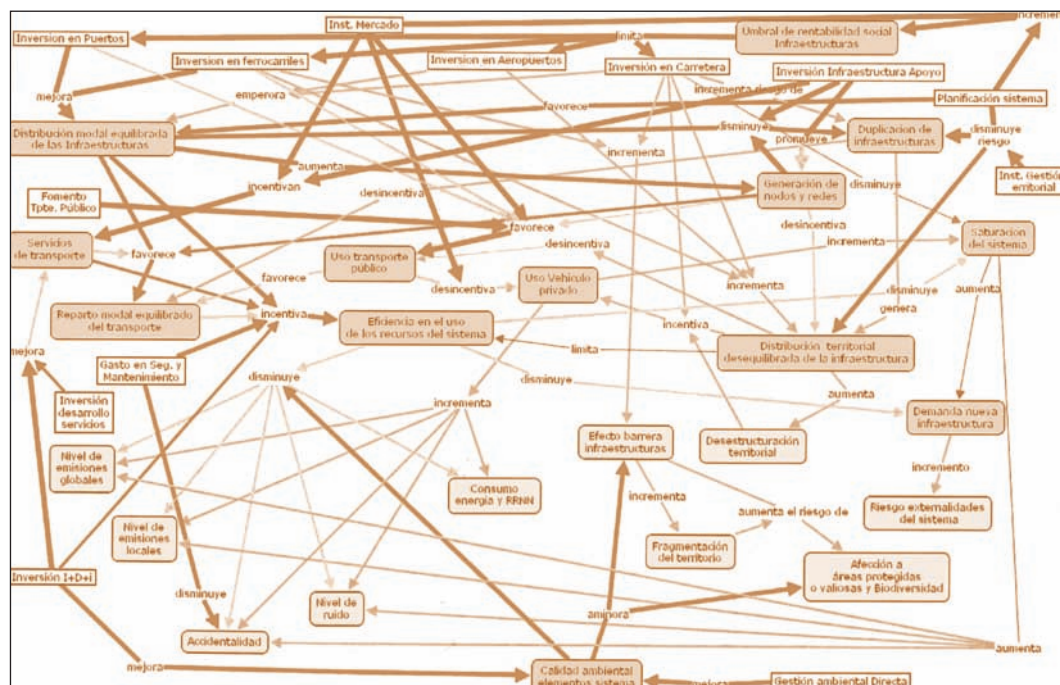 Inst. Mercado
increment
Inversion en Puertos
limita
Umbral de rentabilidad social
Infraestructuras
Inversion en ferrocarriles
Inversion en Aeropuertos
Inversión en Carretera
Inversión Infraestructura Apoyo
mejora
emperora
incrementa riesgo de
favorece
Planificación sistema
Distribución modal equilibrada
de las Infraestructuras
disminuye
promueve
Duplicacion de
infraestructuras
disminuye
riesgo
incrementa
aumenta
incentivan
desincentiva
Generación de
nodos y redes
disminuye
Inst. Gestión
erritorial
Fomento
Tpte. Público
favorece
desincentiva
Servicios
de transporte
favorece
Uso transporte
público
desincentiva
incrementa
Saturacion
del sistema
favorece
desincentiva
Uso Vehiculo
privado
incrementa
disminuye
aumenta
Reparto modal equilibrado
del transporte
incentiva
Eficiencia en el uso
de los recursos del sistema
incentiva
genera
mejora
Gasto en Seg. y
Mantenimiento
limita
Distribución territorial
desequilibrada de la infraestructura
disminuye
disminuye
Inversión
desarrollo
servicios
incrementa
aumenta
Demanda nueva
infraestructura
Nivel de
emisiones
globales
Efecto barrera
infraestructuras
Desestructuración
territorial
incremento
Consumo
energía y RRNN
incrementa
Nivel de
emisiones
locales
aumenta el riesgo de
Riesgo externalidades
del sistema
Fragmentación
del territorio
Inversión I+D+i
Afección a
áreas protegidas
o valiosas y Biodiversidad
disminuye
Nivel de
ruido
aminora
Accidentalidad
aumenta
mejora
Calidad ambiental
elementos sistema
mejora
Gestión ambiental Directa